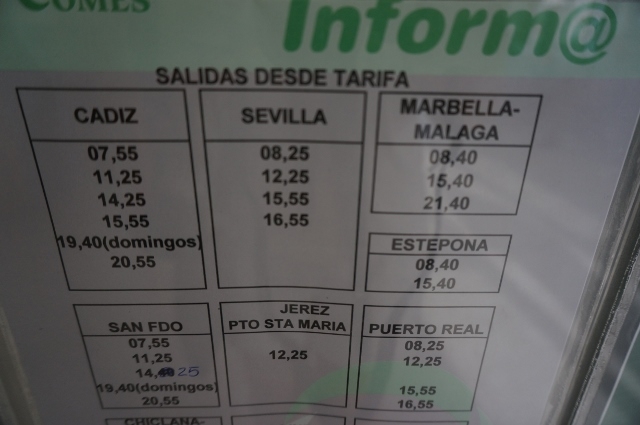 COMES
Inform@
SALIDAS DESDE TARIFA
CADIZ
07,55
11,25
14,25
15,55
19,40(domingos)
20,55
SEVILLA
08,25
12,25
15,55
16,55
MARBELLA-
MALAGA
08,40
15,40
21,40
ESTEPONA
08,40
15,40
SAN FDO
07,55
11,25
14,25
19,40(domingos)
20,55
JEREZ
PTO STA MARIA
12,25
PUERTO REAL
08,25
12,25
15,55
16,55
CHICLANA-